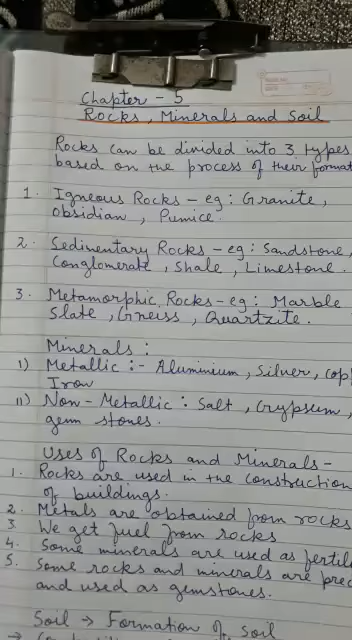 Chapter - 5
Rocks, Minerals and Soil
Rocks can be divided into 3 types
based on the process of their format
1. Igneous Rocks - eg: Granite,
Obsidian, Pumice.
2. Sedimentary Rocks - eg: Sandstone,
Conglomerate, Shale, Limestone.
3. Metamorphic Rocks - eg: Marble
Slate, Gneiss, Quartzite.
Minerals:
i) Metallic :- Aluminium, Silver, cop
Iron
ii) Non-Metallic: Salt, Gypsum,
gem stones.
Uses of Rocks and Minerals -
1. Rocks are used in the construction
of buildings.
2. Metals are obtained from rocks
3 We get fuel from rocks
4. Some minerals are used as fertili
5. Some rocks and minerals are prec
and used as gemstones.
Soil → Formation of soil